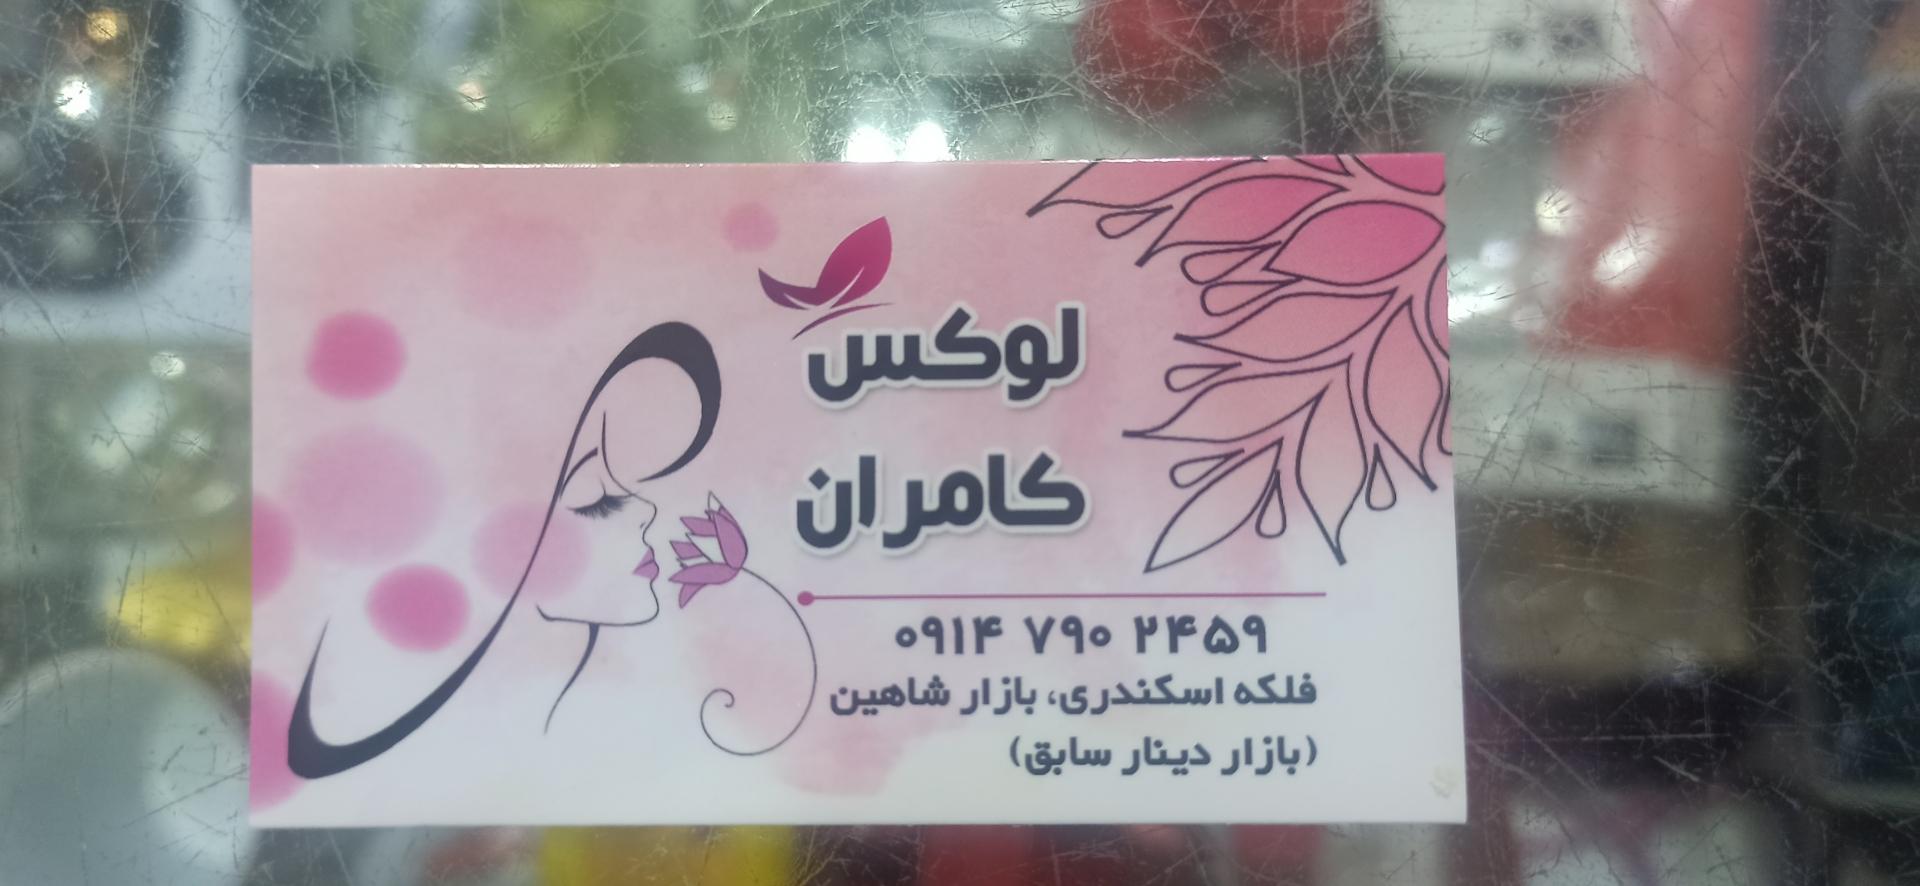 لوکس
کامران
۰۹۱۴ ۷۹۰ ۲۴۵۹
فلکه اسکندری، بازار شاهین
(بازار دینار سابق)